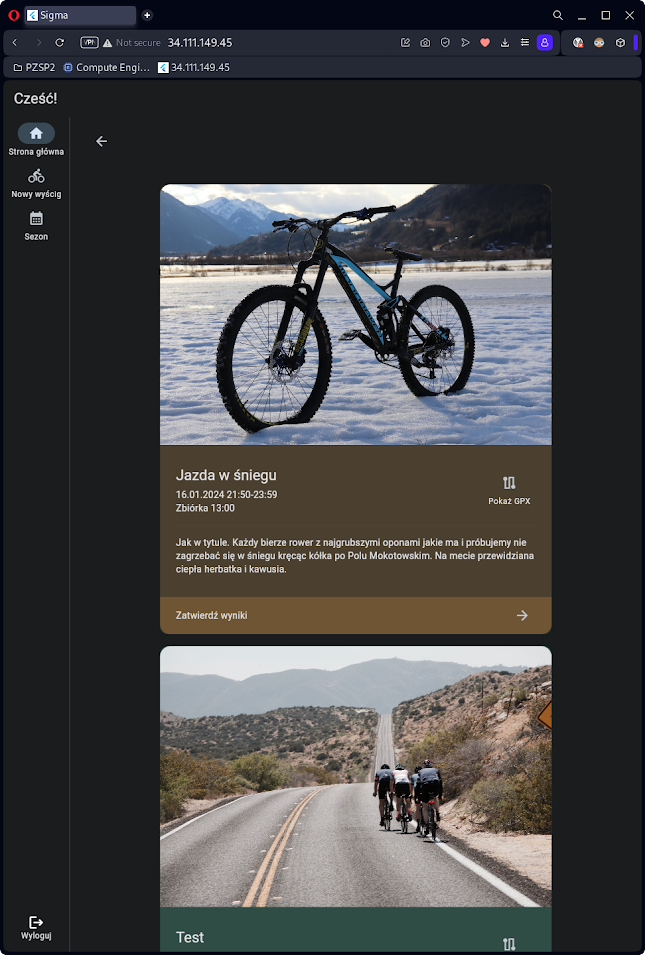 Sigma
VPN
Not secure 34.111.149.45
PZSP2 Compute Engi... 34.111.149.45
Cześć!
Strona główna
Nowy wyścig
Sezon
Jazda w śniegu
16.01.2024 21:50-23:59
Zbiórka 13:00
Pokaż GPX
Jak w tytule. Każdy bierze rower z najgrubszymi oponami jakie ma i próbujemy nie
zagrzebać się w śniegu kręcąc kółka po Polu Mokotowskim. Na mecie przewidziana
ciepła herbatka i kawusia.
Zatwierdź wyniki
Test
Wyloguj